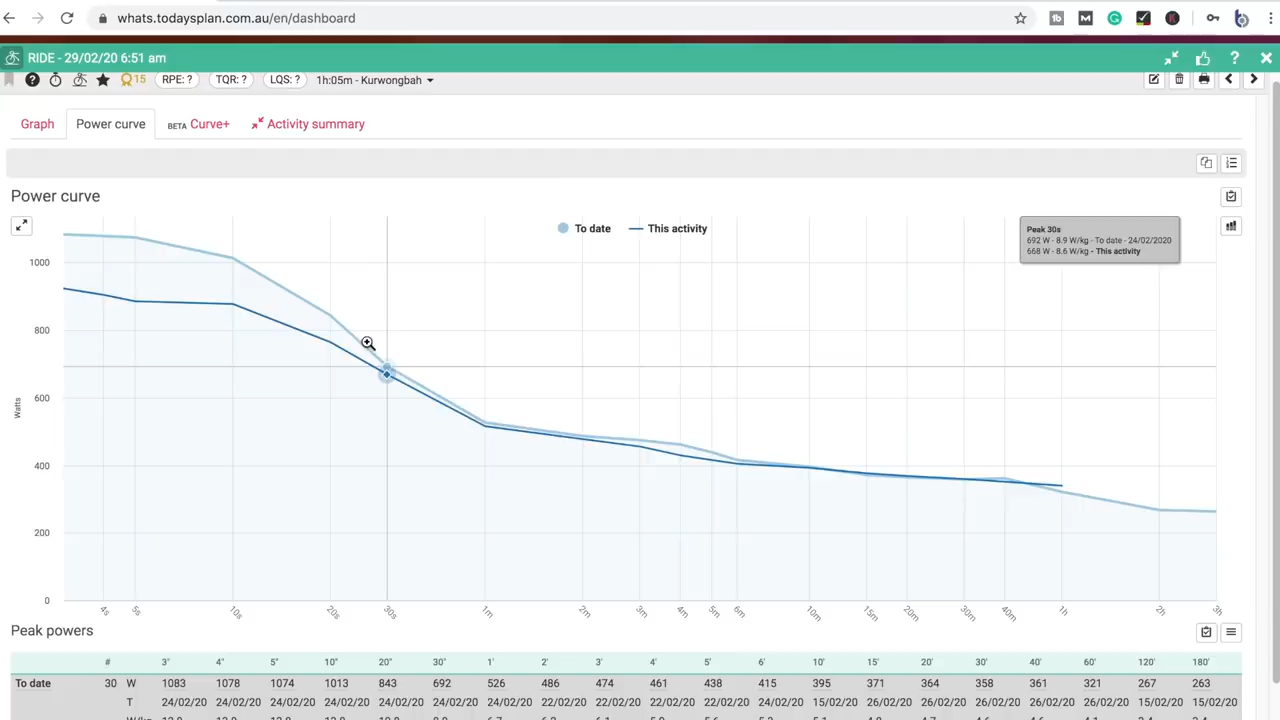 whats.todaysplan.com.au/en/dashboard
RIDE - 29/02/20 6:51 am
15 RPE: ? TQR: ? LQS: ? 1h:05m - Kurwongbah
Graph Power curve BETA Curve+ Activity summary
Power curve
To date This activity
Peak 30s
692 W - 8.9 W/kg - To date - 24/02/2020
668 W - 8.6 W/kg - This activity
1000
800
600
400
200
0
Watts
4s 5s 10s 20s 30s 1m 2m 3m 4m 5m 6m 10m 15m 20m 30m 40m 1h 2h 3h
Peak powers
# 3" 4" 5" 10" 20" 30" 1' 2' 3' 4' 5' 6' 10' 15' 20' 30' 40' 60' 120' 180'
To date 30 W 1083 1078 1074 1013 843 692 526 486 474 461 438 415 395 371 364 358 361 321 267 263
T 24/02/20 24/02/20 24/02/20 24/02/20 24/02/20 24/02/20 24/02/20 24/02/20 22/02/20 22/02/20 22/02/20 24/02/20 15/02/20 26/02/20 26/02/20 26/02/20 26/02/20 15/02/20 15/02/20 15/02/20